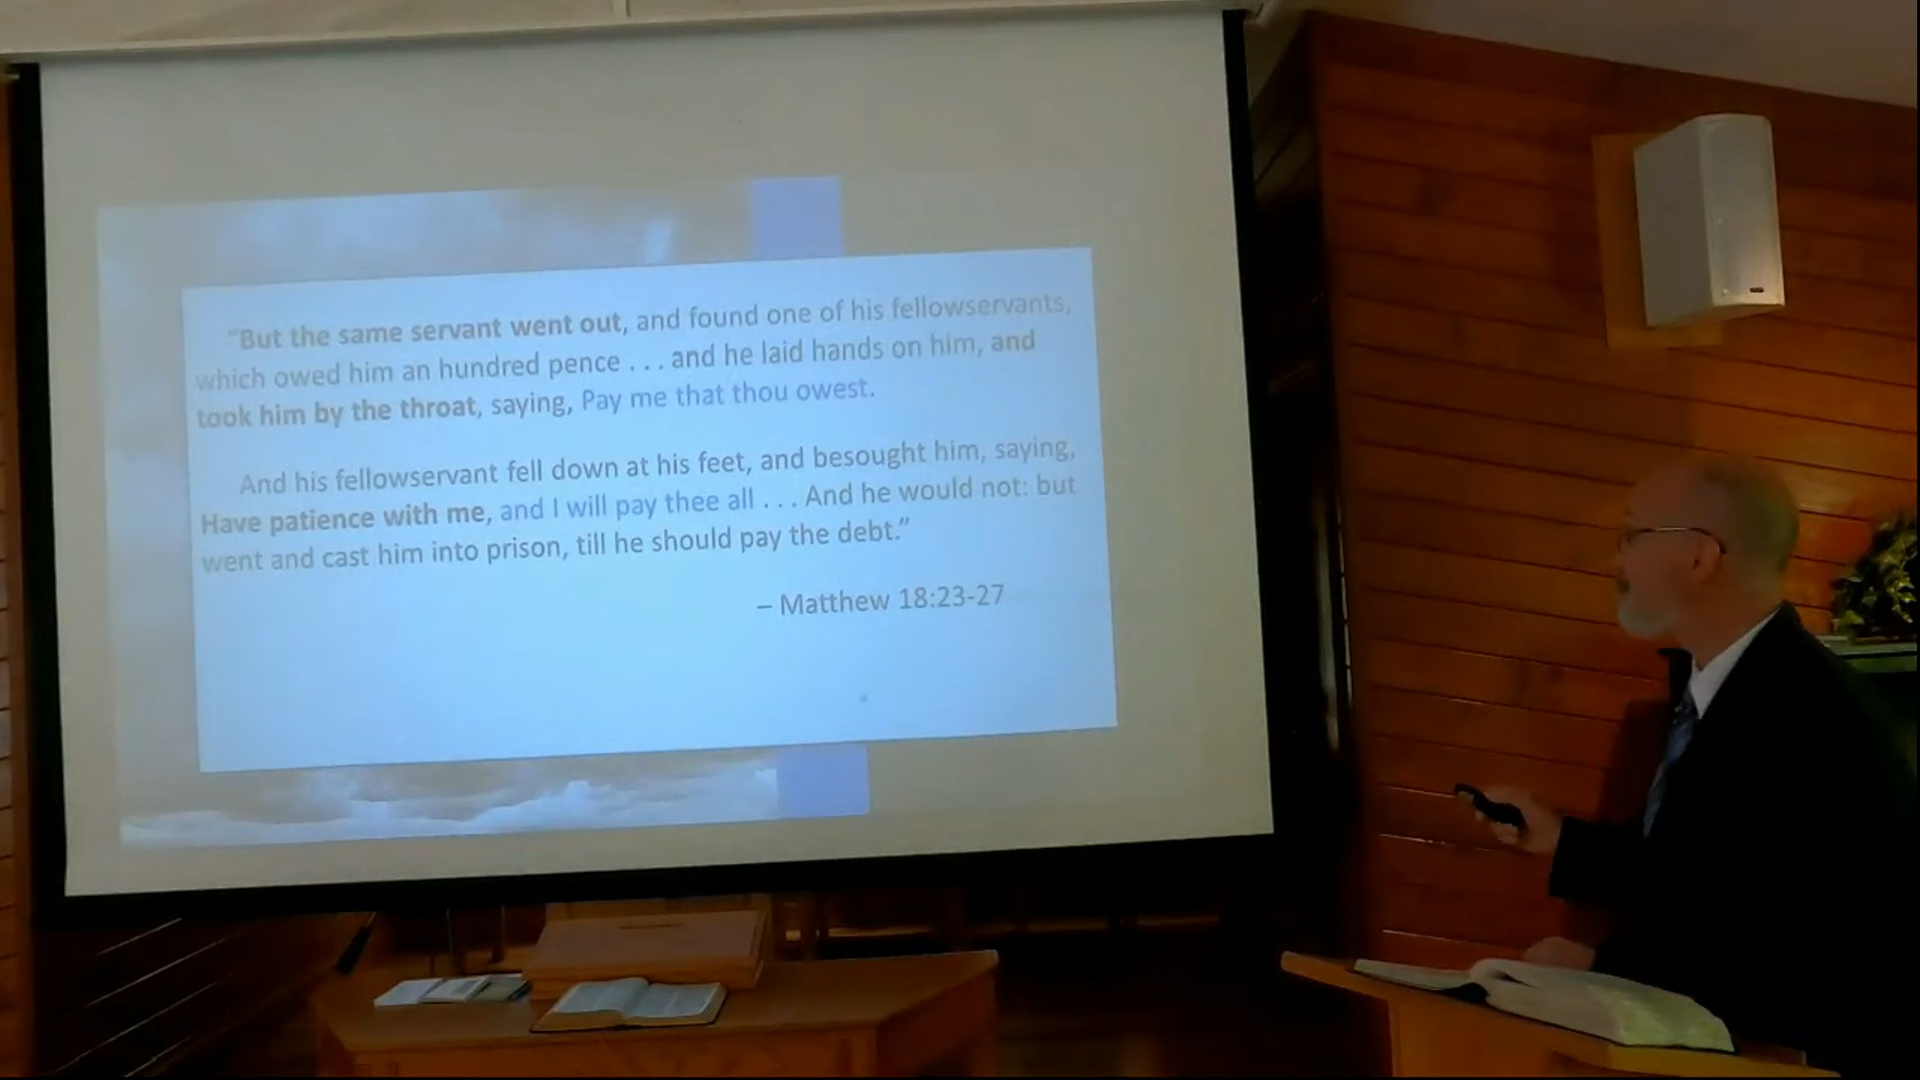 “But the same servant went out, and found one of his fellowservants,
which owed him an hundred pence . . . and he laid hands on him, and
took him by the throat, saying, Pay me that thou owest.
And his fellowservant fell down at his feet, and besought him, saying,
Have patience with me, and I will pay thee all . . . And he would not: but
went and cast him into prison, till he should pay the debt.”
– Matthew 18:23-27